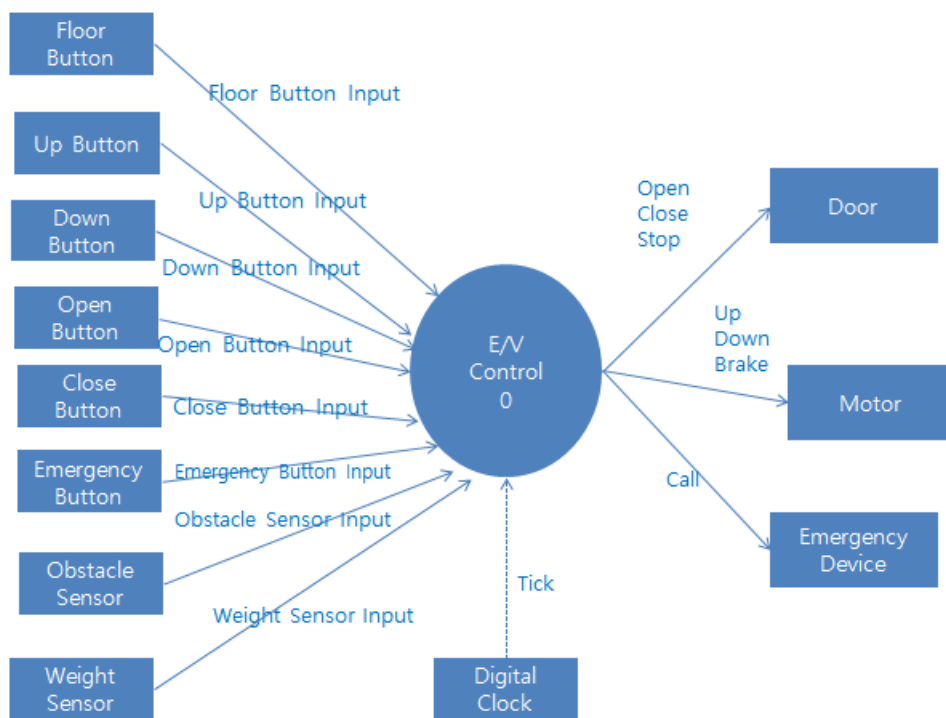 Floor
Button
Floor Button Input
Up Button
Up Button Input
Down
Button
Down Button Input
Open
Button
Open Button Input
Close
Button
Close Button Input
Emergency
Button
Emergency Button Input
Obstacle Sensor Input
Obstacle
Sensor
Weight Sensor Input
Weight
Sensor
E/V
Control
0
Tick
Digital
Clock
Open
Close
Stop
Door
Up
Down
Brake
Motor
Call
Emergency
Device